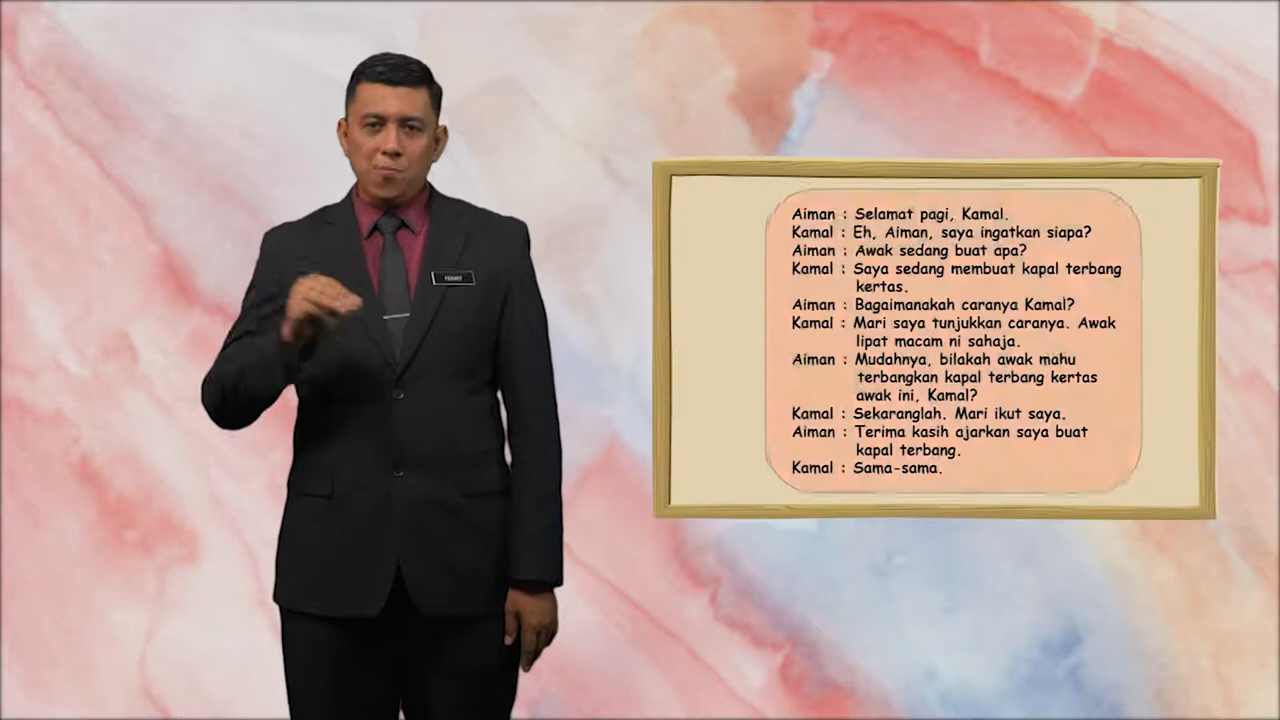 Aiman : Selamat pagi, Kamal.
Kamal : Eh, Aiman, saya ingatkan siapa?
Aiman : Awak sedang buat apa?
Kamal : Saya sedang membuat kapal terbang
kertas.
Aiman : Bagaimanakah caranya Kamal?
Kamal : Mari saya tunjukkan caranya. Awak
lipat macam ni sahaja.
Aiman : Mudahnya, bilakah awak mahu
terbangkan kapal terbang kertas
awak ini, Kamal?
Kamal : Sekaranglah. Mari ikut saya.
Aiman : Terima kasih ajarkan saya buat
kapal terbang.
Kamal : Sama-sama.